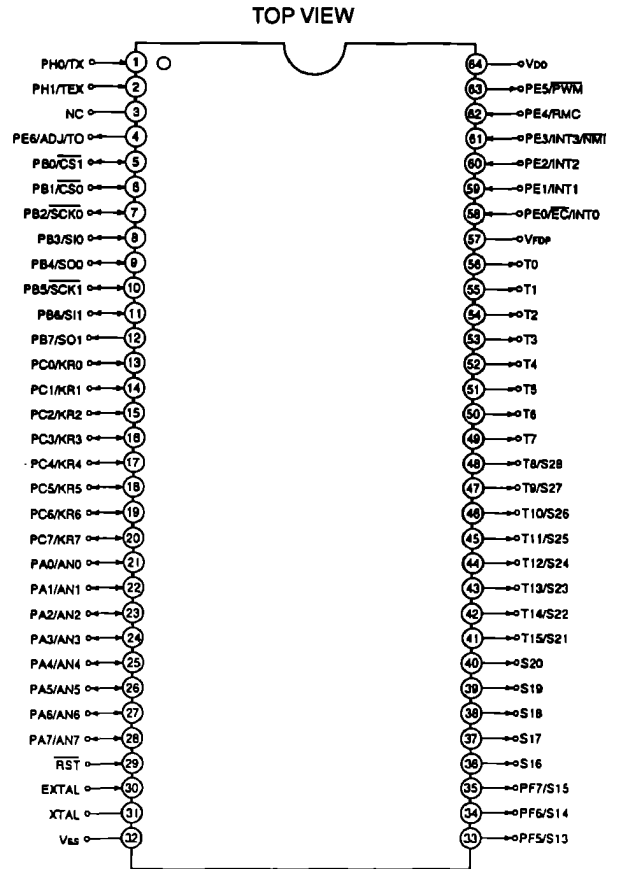 TOP VIEW
PH0/TX 1 64 VDD
PH1/TEX 2 63 PE5/PWM
NC 3 62 PE4/RMC
PE6/ADJ/TO 4 61 PE3/INT3/NMI
PB0/CS1 5 60 PE2/INT2
PB1/CS0 6 59 PE1/INT1
PB2/SCK0 7 58 PE0/EC/INT0
PB3/SI0 8 57 VFDP
PB4/SO0 9 56 T0
PB5/SCK1 10 55 T1
PB6/SI1 11 54 T2
PB7/SO1 12 53 T3
PC0/KR0 13 52 T4
PC1/KR1 14 51 T5
PC2/KR2 15 50 T6
PC3/KR3 16 49 T7
PC4/KR4 17 48 T8/S28
PC5/KR5 18 47 T9/S27
PC6/KR6 19 46 T10/S26
PC7/KR7 20 45 T11/S25
PA0/AN0 21 44 T12/S24
PA1/AN1 22 43 T13/S23
PA2/AN2 23 42 T14/S22
PA3/AN3 24 41 T15/S21
PA4/AN4 25 40 S20
PA5/AN5 26 39 S19
PA6/AN6 27 38 S18
PA7/AN7 28 37 S17
RST 29 36 S16
EXTAL 30 35 PF7/S15
XTAL 31 34 PF6/S14
VSS 32 33 PF5/S13